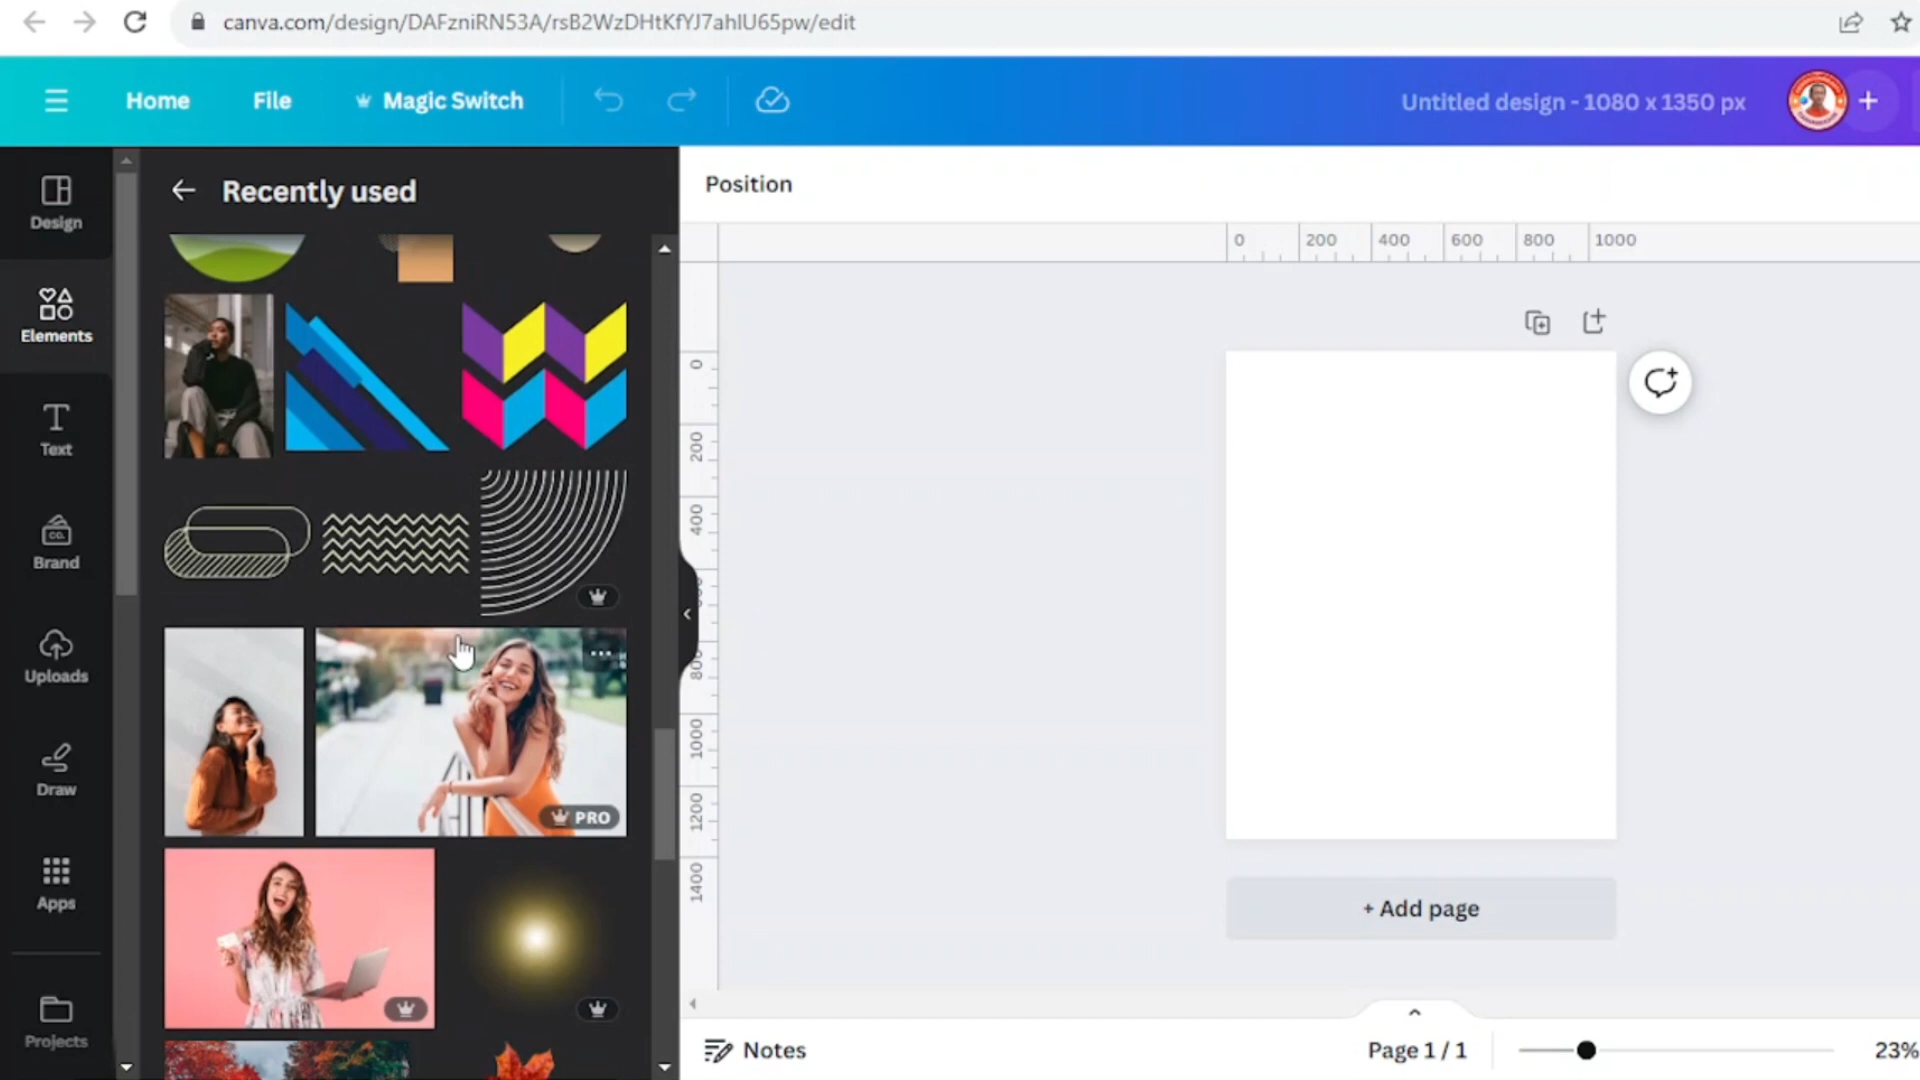 canva.com/design/DAFzniRN53A/rsB2WzDHtKfYJ7ahlU65pw/edit
Home File Magic Switch
Untitled design - 1080 x 1350 px
Design
Elements
Text
CO.
Brand
Uploads
Draw
Apps
Projects
Recently used
PRO
Position
0 200 400 600 800 1000
0
200
400
800
1000
1200
1400
+ Add page
Notes
Page 1 / 1
23%